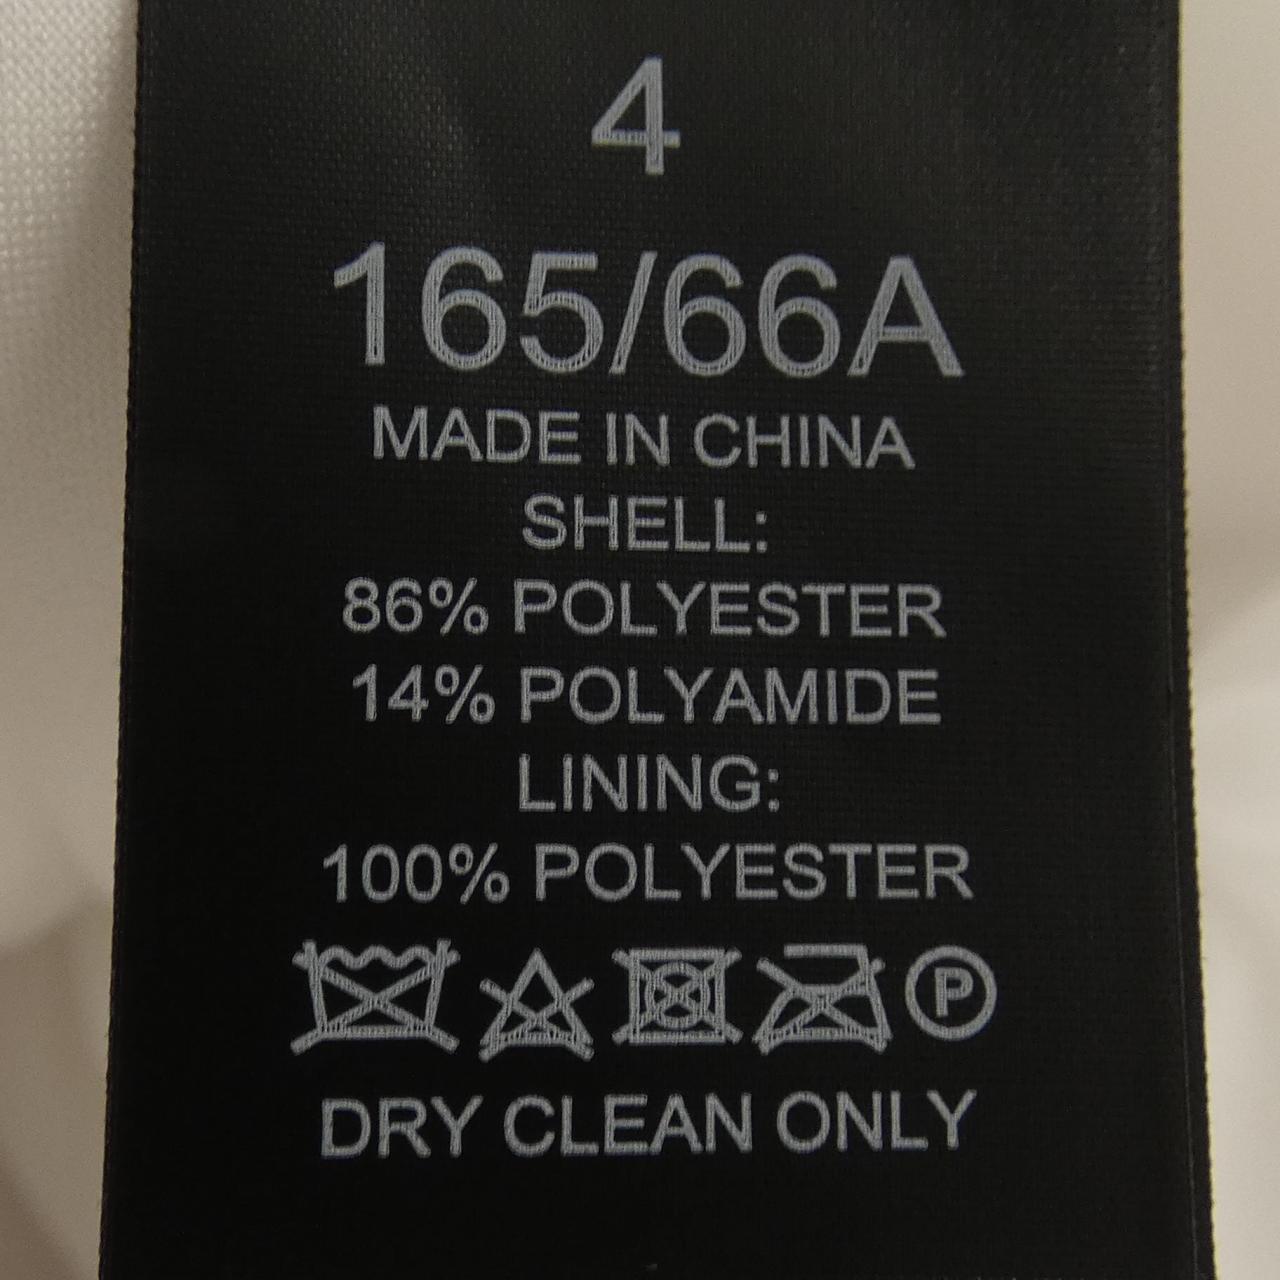 4
165/66A
MADE IN CHINA
SHELL:
86% POLYESTER
14% POLYAMIDE
LINING:
100% POLYESTER
P
DRY CLEAN ONLY